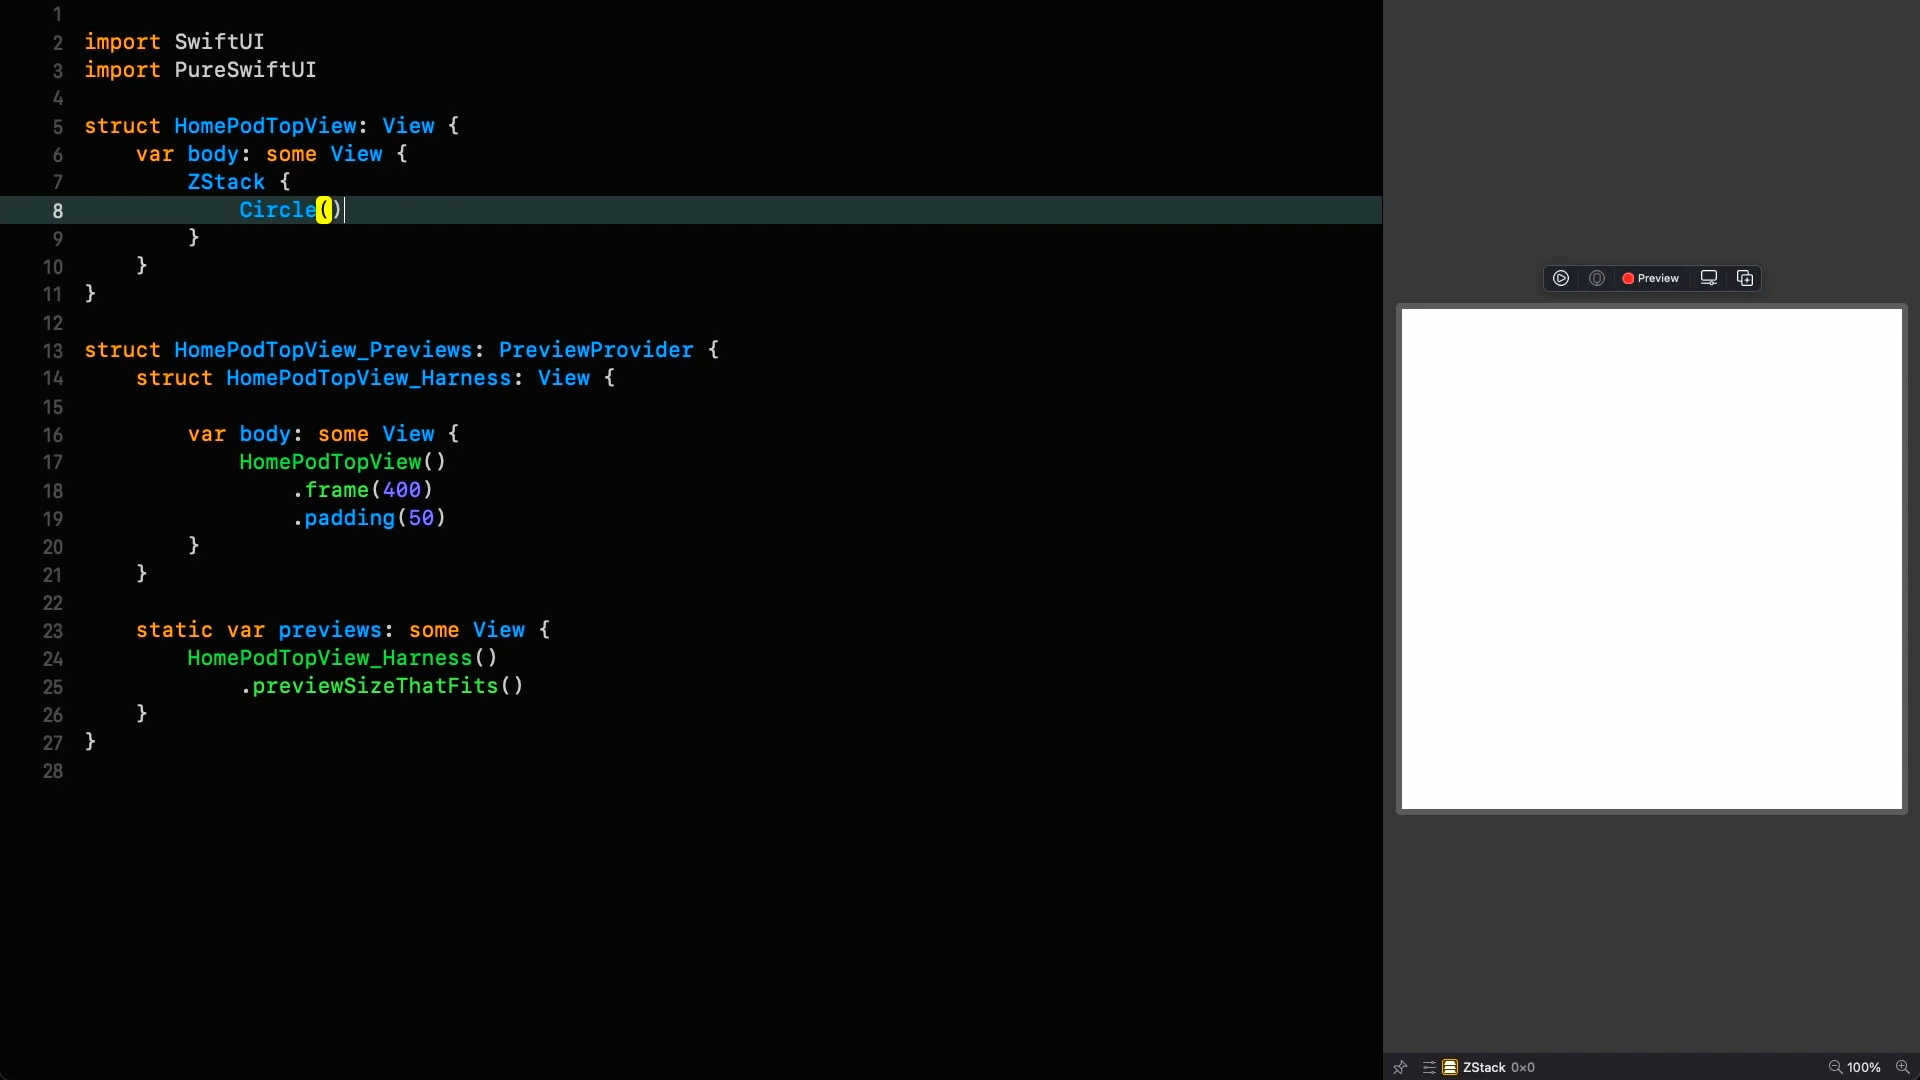 1
2 import SwiftUI
3 import PureSwiftUI
4
5 struct HomePodTopView: View {
6     var body: some View {
7         ZStack {
8             Circle()
9         }
10     }
11 }
12
13 struct HomePodTopView_Previews: PreviewProvider {
14     struct HomePodTopView_Harness: View {
15
16         var body: some View {
17             HomePodTopView()
18                 .frame(400)
19                 .padding(50)
20         }
21     }
22
23     static var previews: some View {
24         HomePodTopView_Harness()
25             .previewSizeThatFits()
26     }
27 }
28
Preview
ZStack 0×0
100%